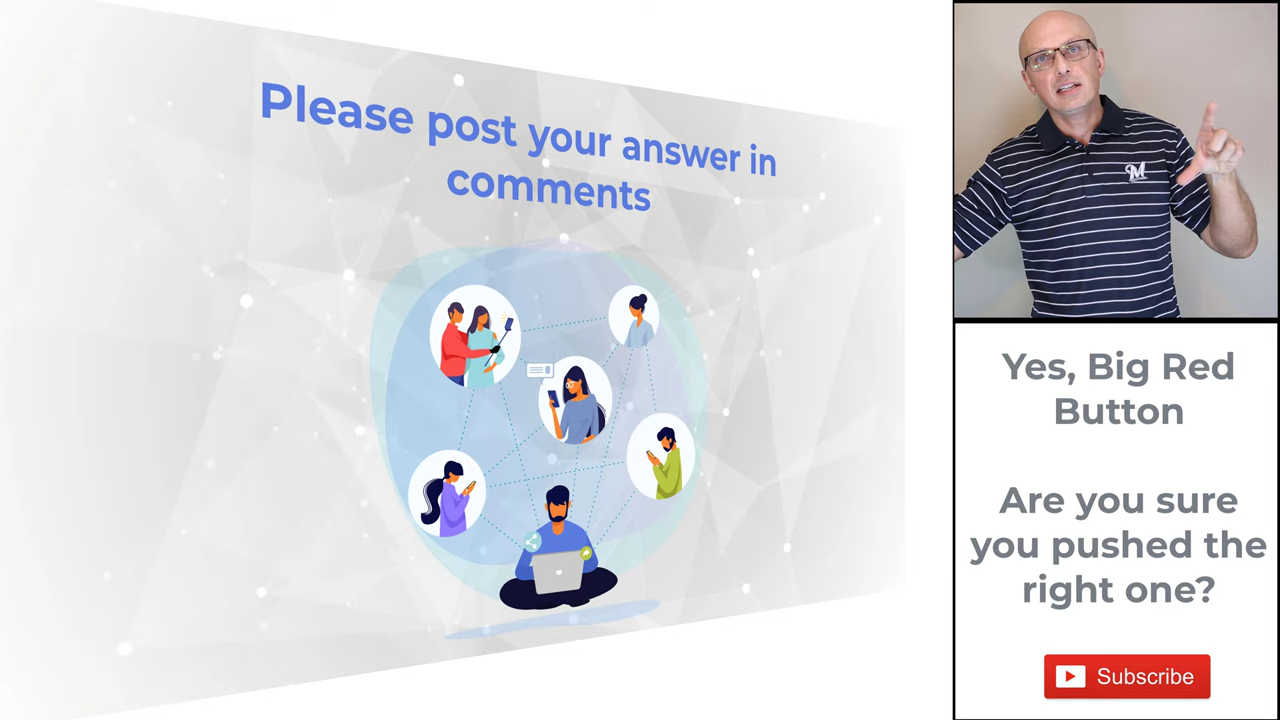 Please post your answer in
comments
M
Yes, Big Red
Button
Are you sure
you pushed the
right one?
Subscribe